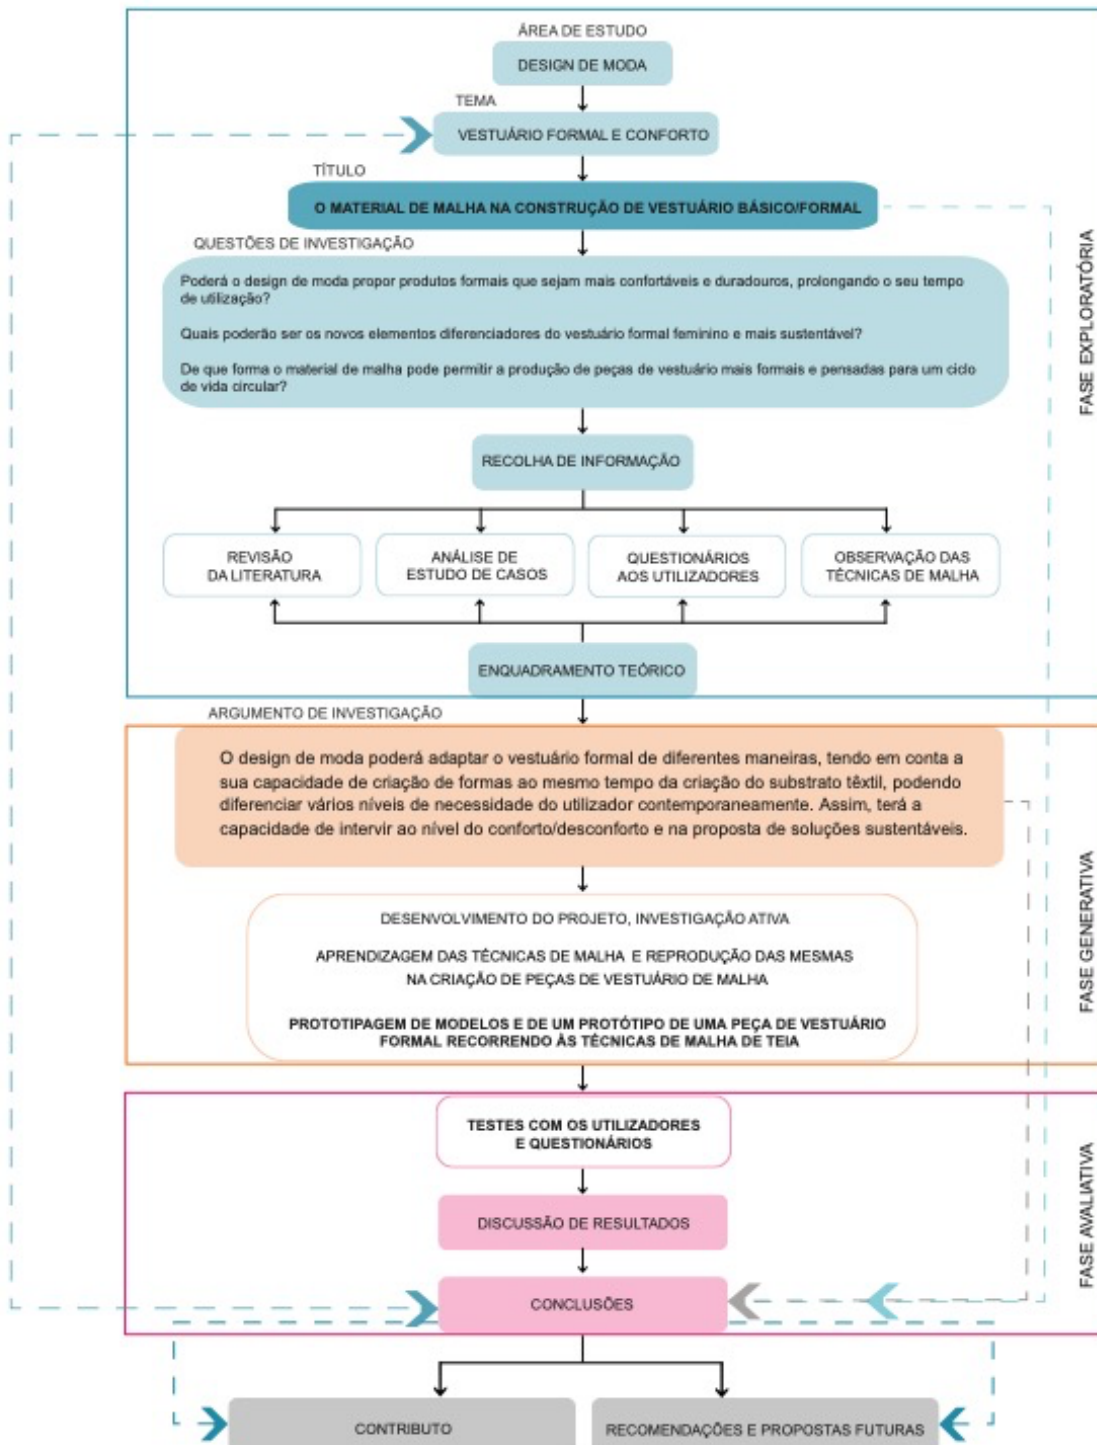 ÁREA DE ESTUDO
DESIGN DE MODA
TEMA
VESTUÁRIO FORMAL E CONFORTO
TÍTULO
O MATERIAL DE MALHA NA CONSTRUÇÃO DE VESTUÁRIO BÁSICO/FORMAL
QUESTÕES DE INVESTIGAÇÃO
Poderá o design de moda propor produtos formais que sejam mais confortáveis e duradouros, prolongando o seu tempo
de utilização?
Quais poderão ser os novos elementos diferenciadores do vestuário formal feminino e mais sustentável?
De que forma o material de malha pode permitir a produção de peças de vestuário mais formais e pensadas para um ciclo
de vida circular?
RECOLHA DE INFORMAÇÃO
REVISÃO
DA LITERATURA
ANÁLISE DE
ESTUDO DE CASOS
QUESTIONÁRIOS
AOS UTILIZADORES
OBSERVAÇÃO DAS
TÉCNICAS DE MALHA
ENQUADRAMENTO TEÓRICO
FASE EXPLORATÓRIA
ARGUMENTO DE INVESTIGAÇÃO
O design de moda poderá adaptar o vestuário formal de diferentes maneiras, tendo em conta a
sua capacidade de criação de formas ao mesmo tempo da criação do substrato têxtil, podendo
diferenciar vários níveis de necessidade do utilizador contemporaneamente. Assim, terá a
capacidade de intervir ao nível do conforto/desconforto e na proposta de soluções sustentáveis.
DESENVOLVIMENTO DO PROJETO, INVESTIGAÇÃO ATIVA
APRENDIZAGEM DAS TÉCNICAS DE MALHA E REPRODUÇÃO DAS MESMAS
NA CRIAÇÃO DE PEÇAS DE VESTUÁRIO DE MALHA
PROTOTIPAGEM DE MODELOS E DE UM PROTÓTIPO DE UMA PEÇA DE VESTUÁRIO
FORMAL RECORRENDO ÀS TÉCNICAS DE MALHA DE TEIA
FASE GENERATIVA
TESTES COM OS UTILIZADORES
E QUESTIONÁRIOS
DISCUSSÃO DE RESULTADOS
CONCLUSÕES
FASE AVALIATIVA
CONTRIBUTO
RECOMENDAÇÕES E PROPOSTAS FUTURAS